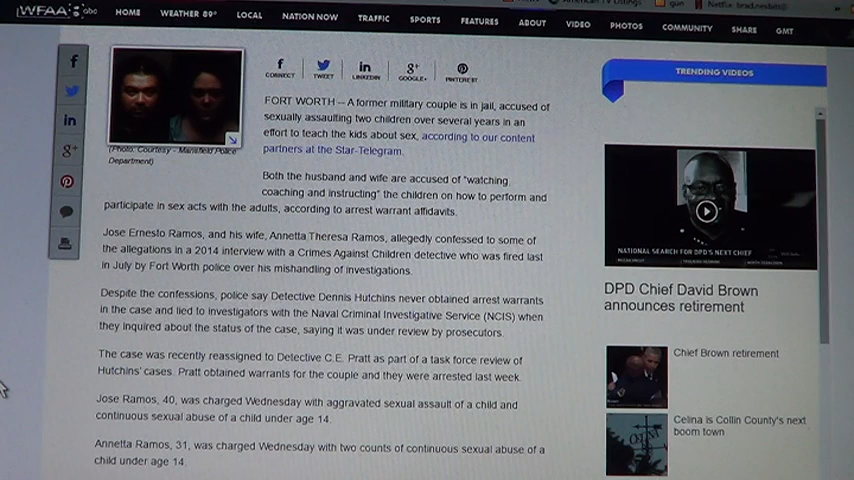 WFAA 8 abc HOME WEATHER 89° LOCAL NATION NOW TRAFFIC SPORTS FEATURES ABOUT VIDEO PHOTOS COMMUNITY SHARE GMT
CONNECT TWEET LINKEDIN GOOGLE+ PINTEREST
(Photo: Courtesy - Mansfield Police
Department)
FORT WORTH -- A former military couple is in jail, accused of
sexually assaulting two children over several years in an
effort to teach the kids about sex, according to our content
partners at the Star-Telegram.
Both the husband and wife are accused of "watching,
coaching and instructing" the children on how to perform and
participate in sex acts with the adults, according to arrest warrant affidavits.
Jose Ernesto Ramos, and his wife, Annetta Theresa Ramos, allegedly confessed to some of
the allegations in a 2014 interview with a Crimes Against Children detective who was fired last
in July by Fort Worth police over his mishandling of investigations.
Despite the confessions, police say Detective Dennis Hutchins never obtained arrest warrants
in the case and lied to investigators with the Naval Criminal Investigative Service (NCIS) when
they inquired about the status of the case, saying it was under review by prosecutors.
The case was recently reassigned to Detective C.E. Pratt as part of a task force review of
Hutchins' cases. Pratt obtained warrants for the couple and they were arrested last week.
Jose Ramos, 40, was charged Wednesday with aggravated sexual assault of a child and
continuous sexual abuse of a child under age 14.
Annetta Ramos, 31, was charged Wednesday with two counts of continuous sexual abuse of a
child under age 14.
TRENDING VIDEOS
NATIONAL SEARCH FOR DPD'S NEXT CHIEF
DPD Chief David Brown
announces retirement
Chief Brown retirement
Celina is Collin County's next
boom town